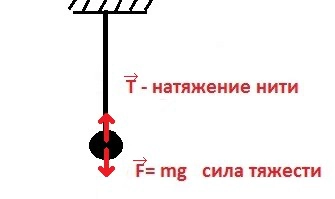 T - натяжение нити
F= mg сила тяжести